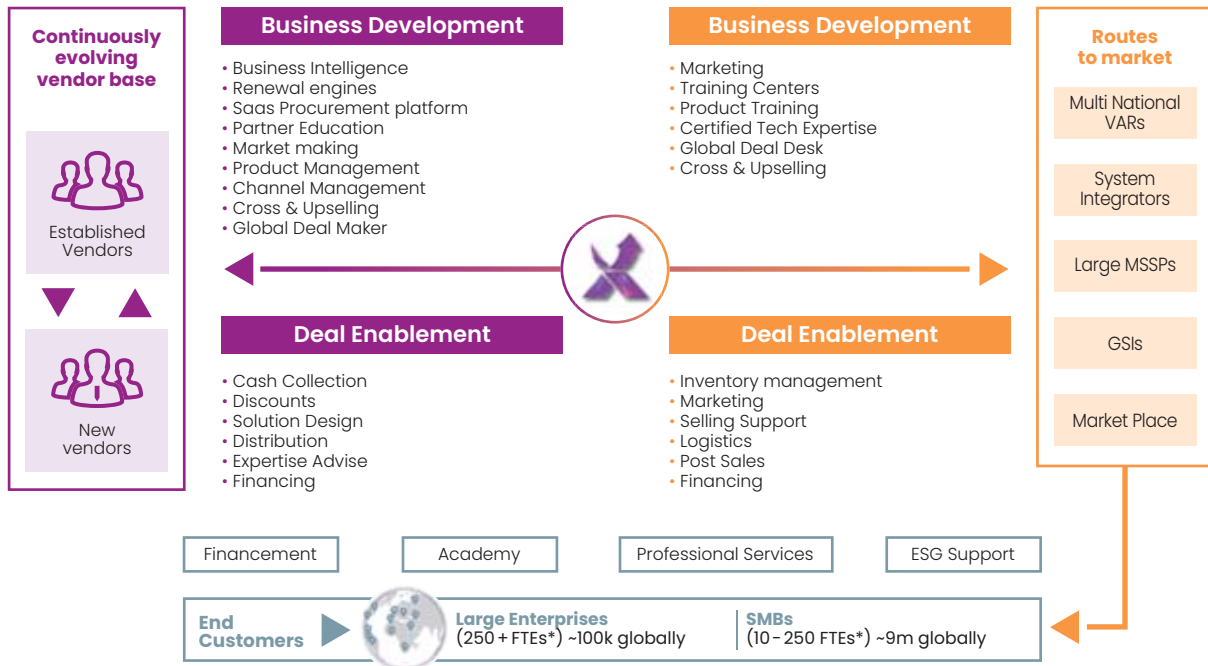 Continuously
evolving
vendor base
Established
Vendors
New
vendors
Business Development
• Business Intelligence
• Renewal engines
• Saas Procurement platform
• Partner Education
• Market making
• Product Management
• Channel Management
• Cross & Upselling
• Global Deal Maker
Business Development
• Marketing
• Training Centers
• Product Training
• Certified Tech Expertise
• Global Deal Desk
• Cross & Upselling
Deal Enablement
• Cash Collection
• Discounts
• Solution Design
• Distribution
• Expertise Advise
• Financing
Deal Enablement
• Inventory management
• Marketing
• Selling Support
• Logistics
• Post Sales
• Financing
Routes
to market
Multi National
VARs
System
Integrators
Large MSSPs
GSIs
Market Place
Financement
Academy
Professional Services
ESG Support
End
Customers
Large Enterprises
(250 + FTEs*) ~100k globally
SMBs
(10 - 250 FTEs*) ~9m globally